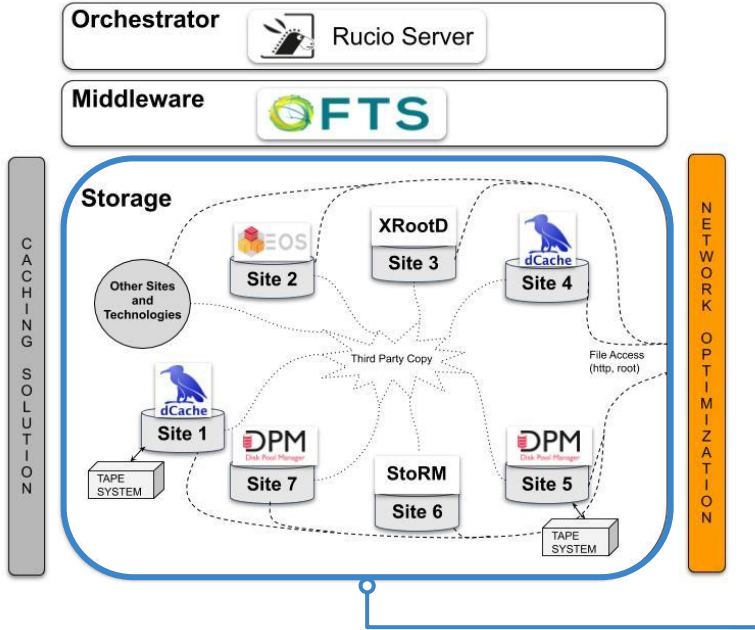 Orchestrator
Rucio Server
Middleware
FTS
CACHING SOLUTION
Storage
EOS
Site 2
XRootD
Site 3
dCache
Site 4
Other Sites
and
Technologies
Third Party Copy
File Access
(http, root)
dCache
Site 1
TAPE
SYSTEM
DPM
Disk Pool Manager
Site 7
StoRM
Site 6
DPM
Disk Pool Manager
Site 5
TAPE
SYSTEM
NETWORK OPTIMIZATION